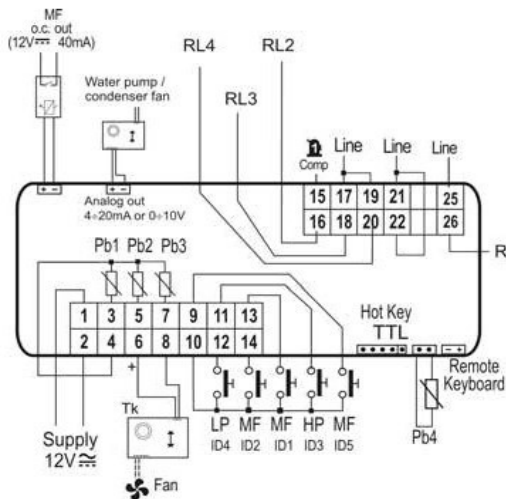 MF
o.c. out
(12V⎓ 40mA)
Water pump /
condenser fan
RL4
RL2
RL3
Comp
Line
Line
Line
Analog out
4÷20mA or 0÷10V
15 17 19 21 25
16 18 20 22 26
R
Pb1 Pb2 Pb3
1 3 5 7 9 11 13
2 4 6 8 10 12 14
+
Hot Key
TTL
Remote
Keyboard
Pb4
Tk
Supply
12V
Fan
LP MF MF HP MF
ID4 ID2 ID1 ID3 ID5